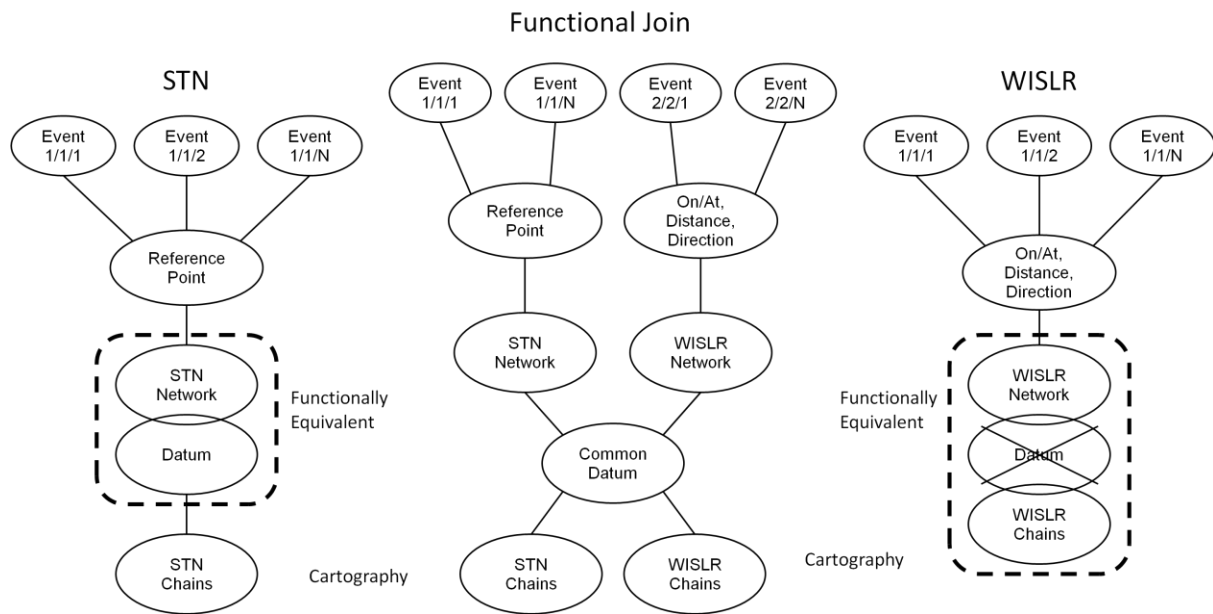 Functional Join
STN
Event
1/1/1
Event
1/1/2
Event
1/1/N
Reference
Point
STN
Network
Datum
Functionally
Equivalent
STN
Chains
Cartography
Event
1/1/1
Event
1/1/N
Event
2/2/1
Event
2/2/N
Reference
Point
On/At,
Distance,
Direction
STN
Network
WISLR
Network
Common
Datum
STN
Chains
WISLR
Chains
Cartography
WISLR
Event
1/1/1
Event
1/1/2
Event
1/1/N
On/At,
Distance,
Direction
Functionally
Equivalent
WISLR
Network
Datum
WISLR
Chains